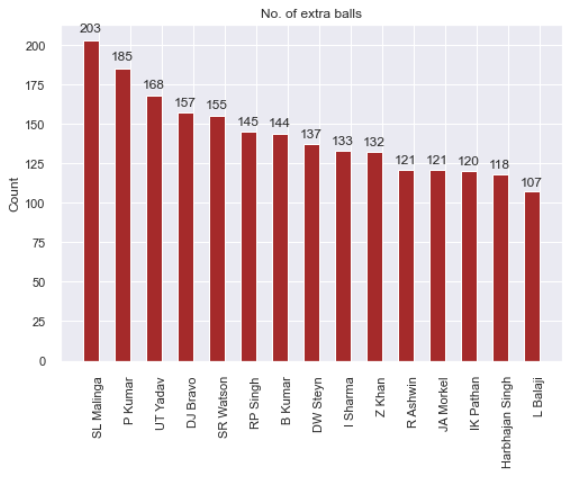 No. of extra balls
203
185
168
157
155
145
144
137
133
132
121
121
120
118
107
Count
200
175
150
125
100
75
50
25
0
SL Malinga
P Kumar
UT Yadav
DJ Bravo
SR Watson
RP Singh
B Kumar
DW Steyn
I Sharma
Z Khan
R Ashwin
JA Morkel
IK Pathan
Harbhajan Singh
L Balaji